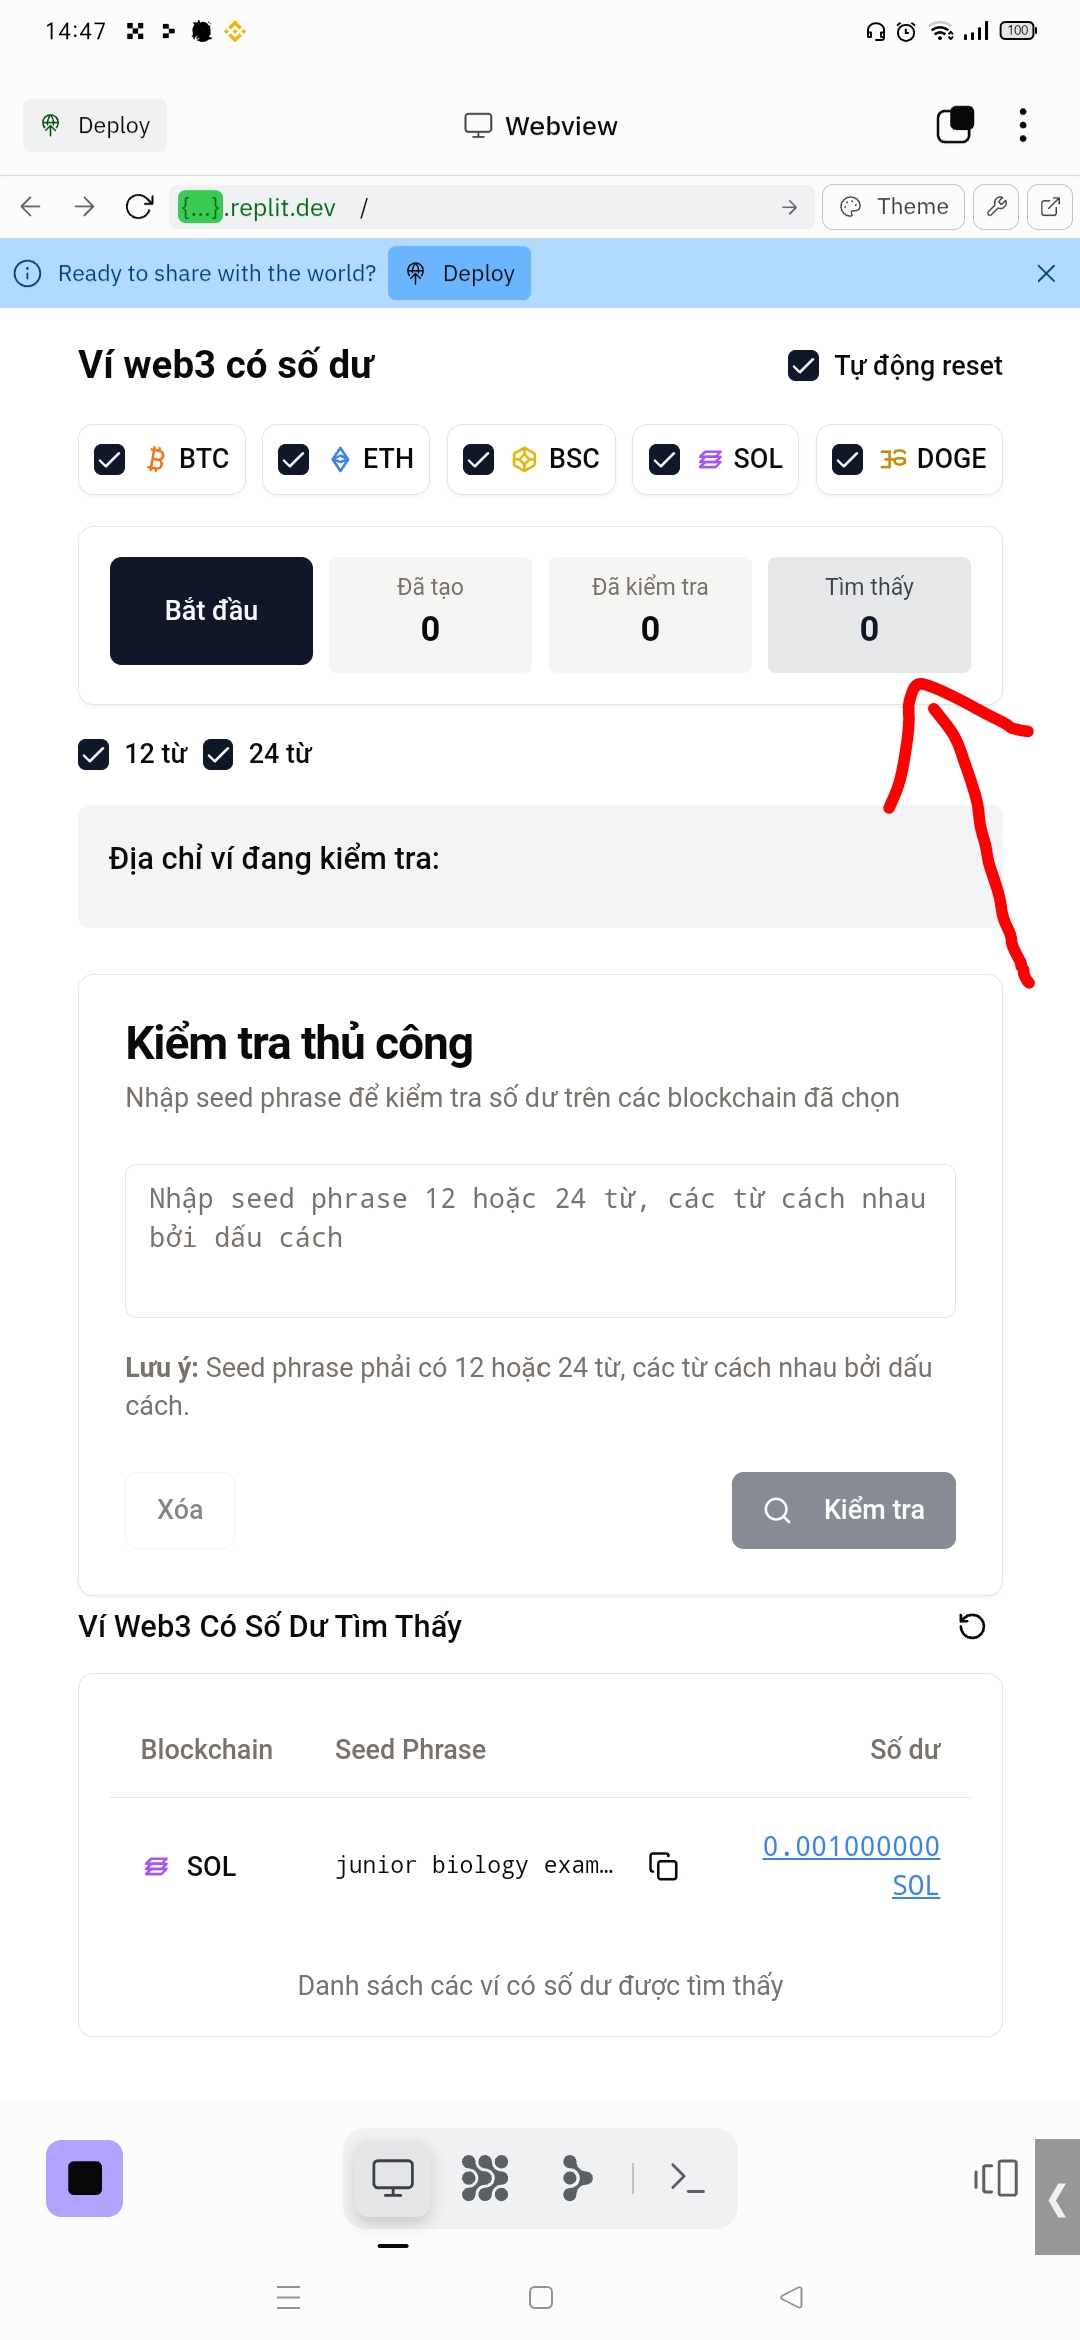 14:47
100
Deploy
Webview
{...}.replit.dev /
Theme
Ready to share with the world?
Deploy
Ví web3 có số dư
Tự động reset
BTC
ETH
BSC
SOL
DOGE
Bắt đầu
Đã tạo
0
Đã kiểm tra
0
Tìm thấy
0
12 từ
24 từ
Địa chỉ ví đang kiểm tra:
Kiểm tra thủ công
Nhập seed phrase để kiểm tra số dư trên các blockchain đã chọn
Nhập seed phrase 12 hoặc 24 từ, các từ cách nhau
bởi dấu cách
Lưu ý: Seed phrase phải có 12 hoặc 24 từ, các từ cách nhau bởi dấu
cách.
Xóa
Kiểm tra
Ví Web3 Có Số Dư Tìm Thấy
Blockchain
Seed Phrase
Số dư
SOL
junior biology exam…
0.001000000
SOL
Danh sách các ví có số dư được tìm thấy